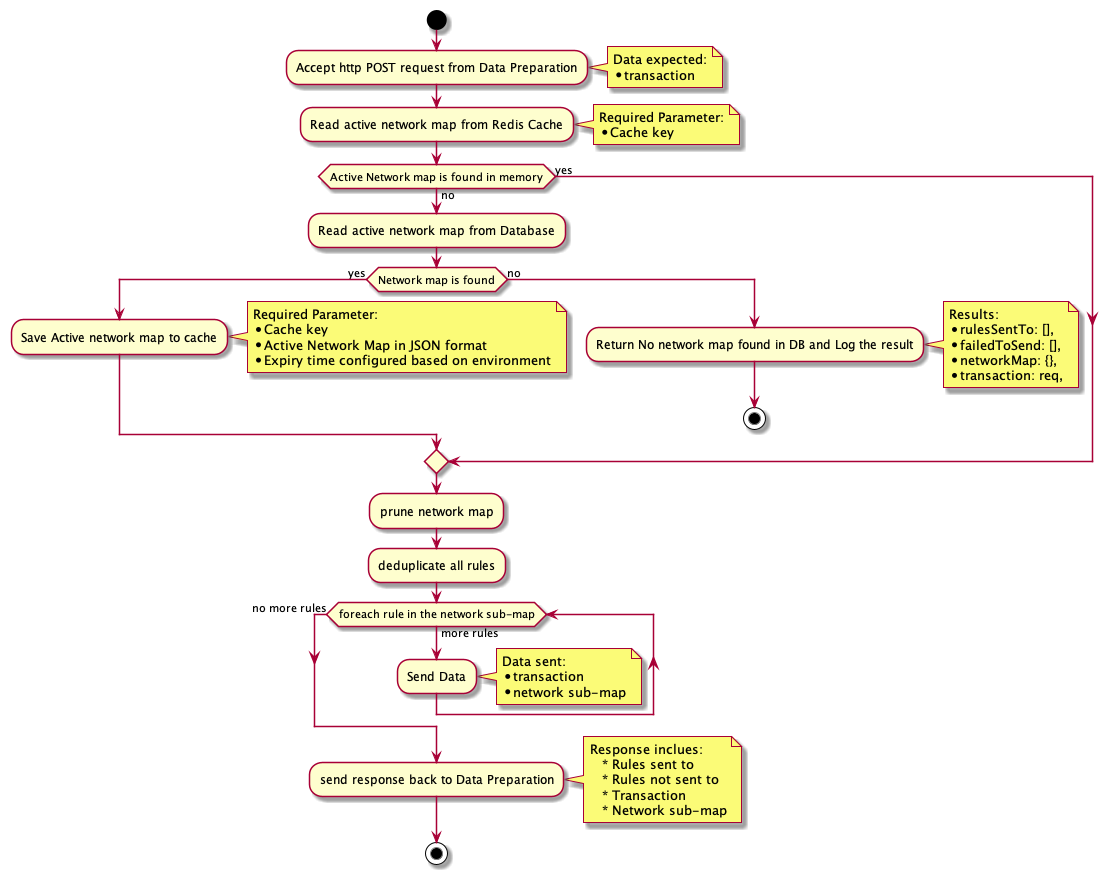 Accept http POST request from Data Preparation
Data expected:
• transaction
Read active network map from Redis Cache
Required Parameter:
• Cache key
Active Network map is found in memory
yes
no
Read active network map from Database
yes
Network map is found
no
Save Active network map to cache
Required Parameter:
• Cache key
• Active Network Map in JSON format
• Expiry time configured based on environment
Return No network map found in DB and Log the result
Results:
• rulesSentTo: [],
• failedToSend: [],
• networkMap: {},
• transaction: req,
prune network map
deduplicate all rules
no more rules
foreach rule in the network sub-map
more rules
Send Data
Data sent:
• transaction
• network sub-map
send response back to Data Preparation
Response inclues:
* Rules sent to
* Rules not sent to
* Transaction
* Network sub-map